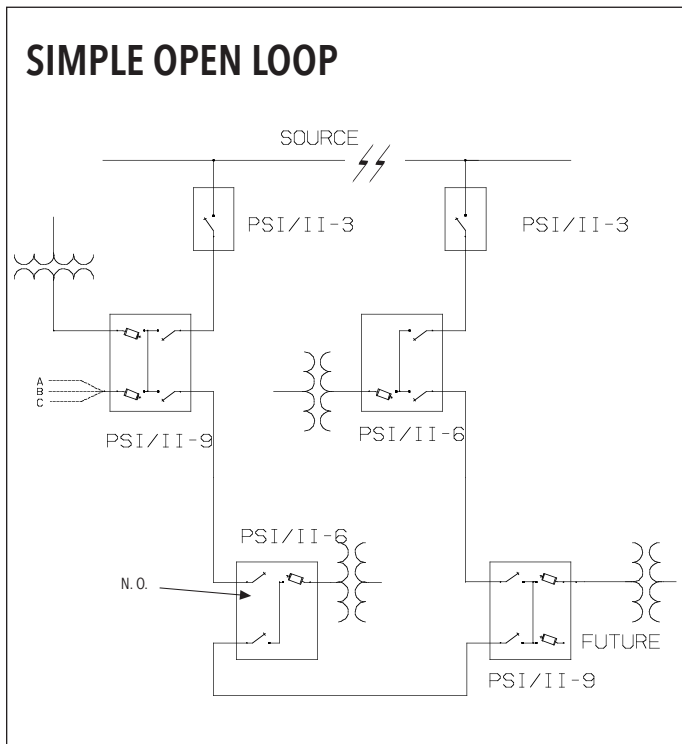 SIMPLE OPEN LOOP
SOURCE
PSI/II-3
PSI/II-3
A
B
C
PSI/II-9
PSI/II-6
PSI/II-6
N.O.
FUTURE
PSI/II-9